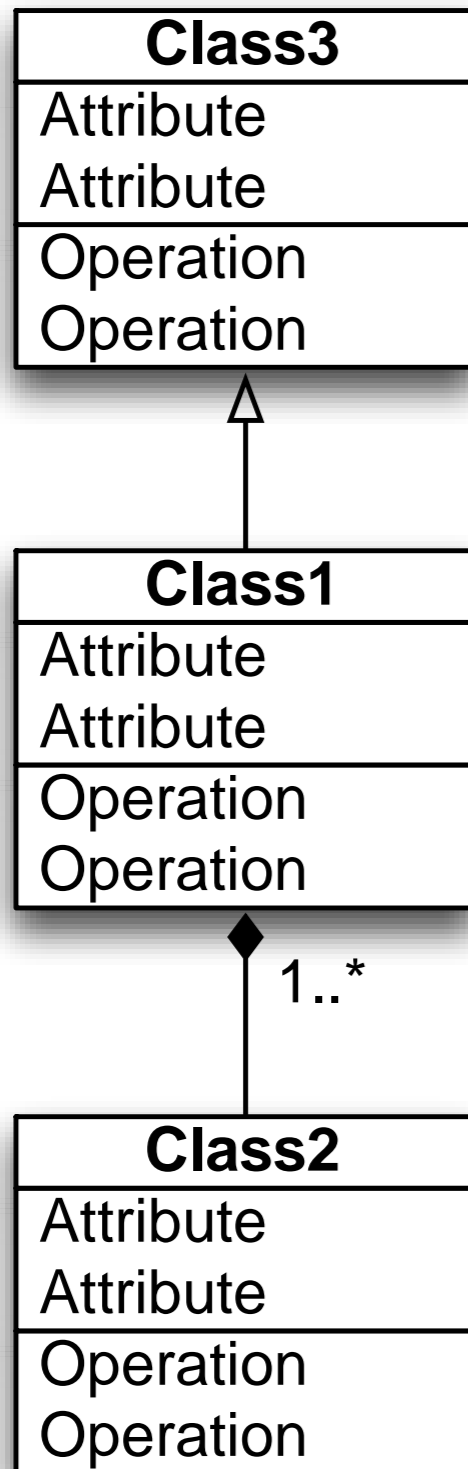 Class3
Attribute
Attribute
Operation
Operation
Class1
Attribute
Attribute
Operation
Operation
1..*
Class2
Attribute
Attribute
Operation
Operation